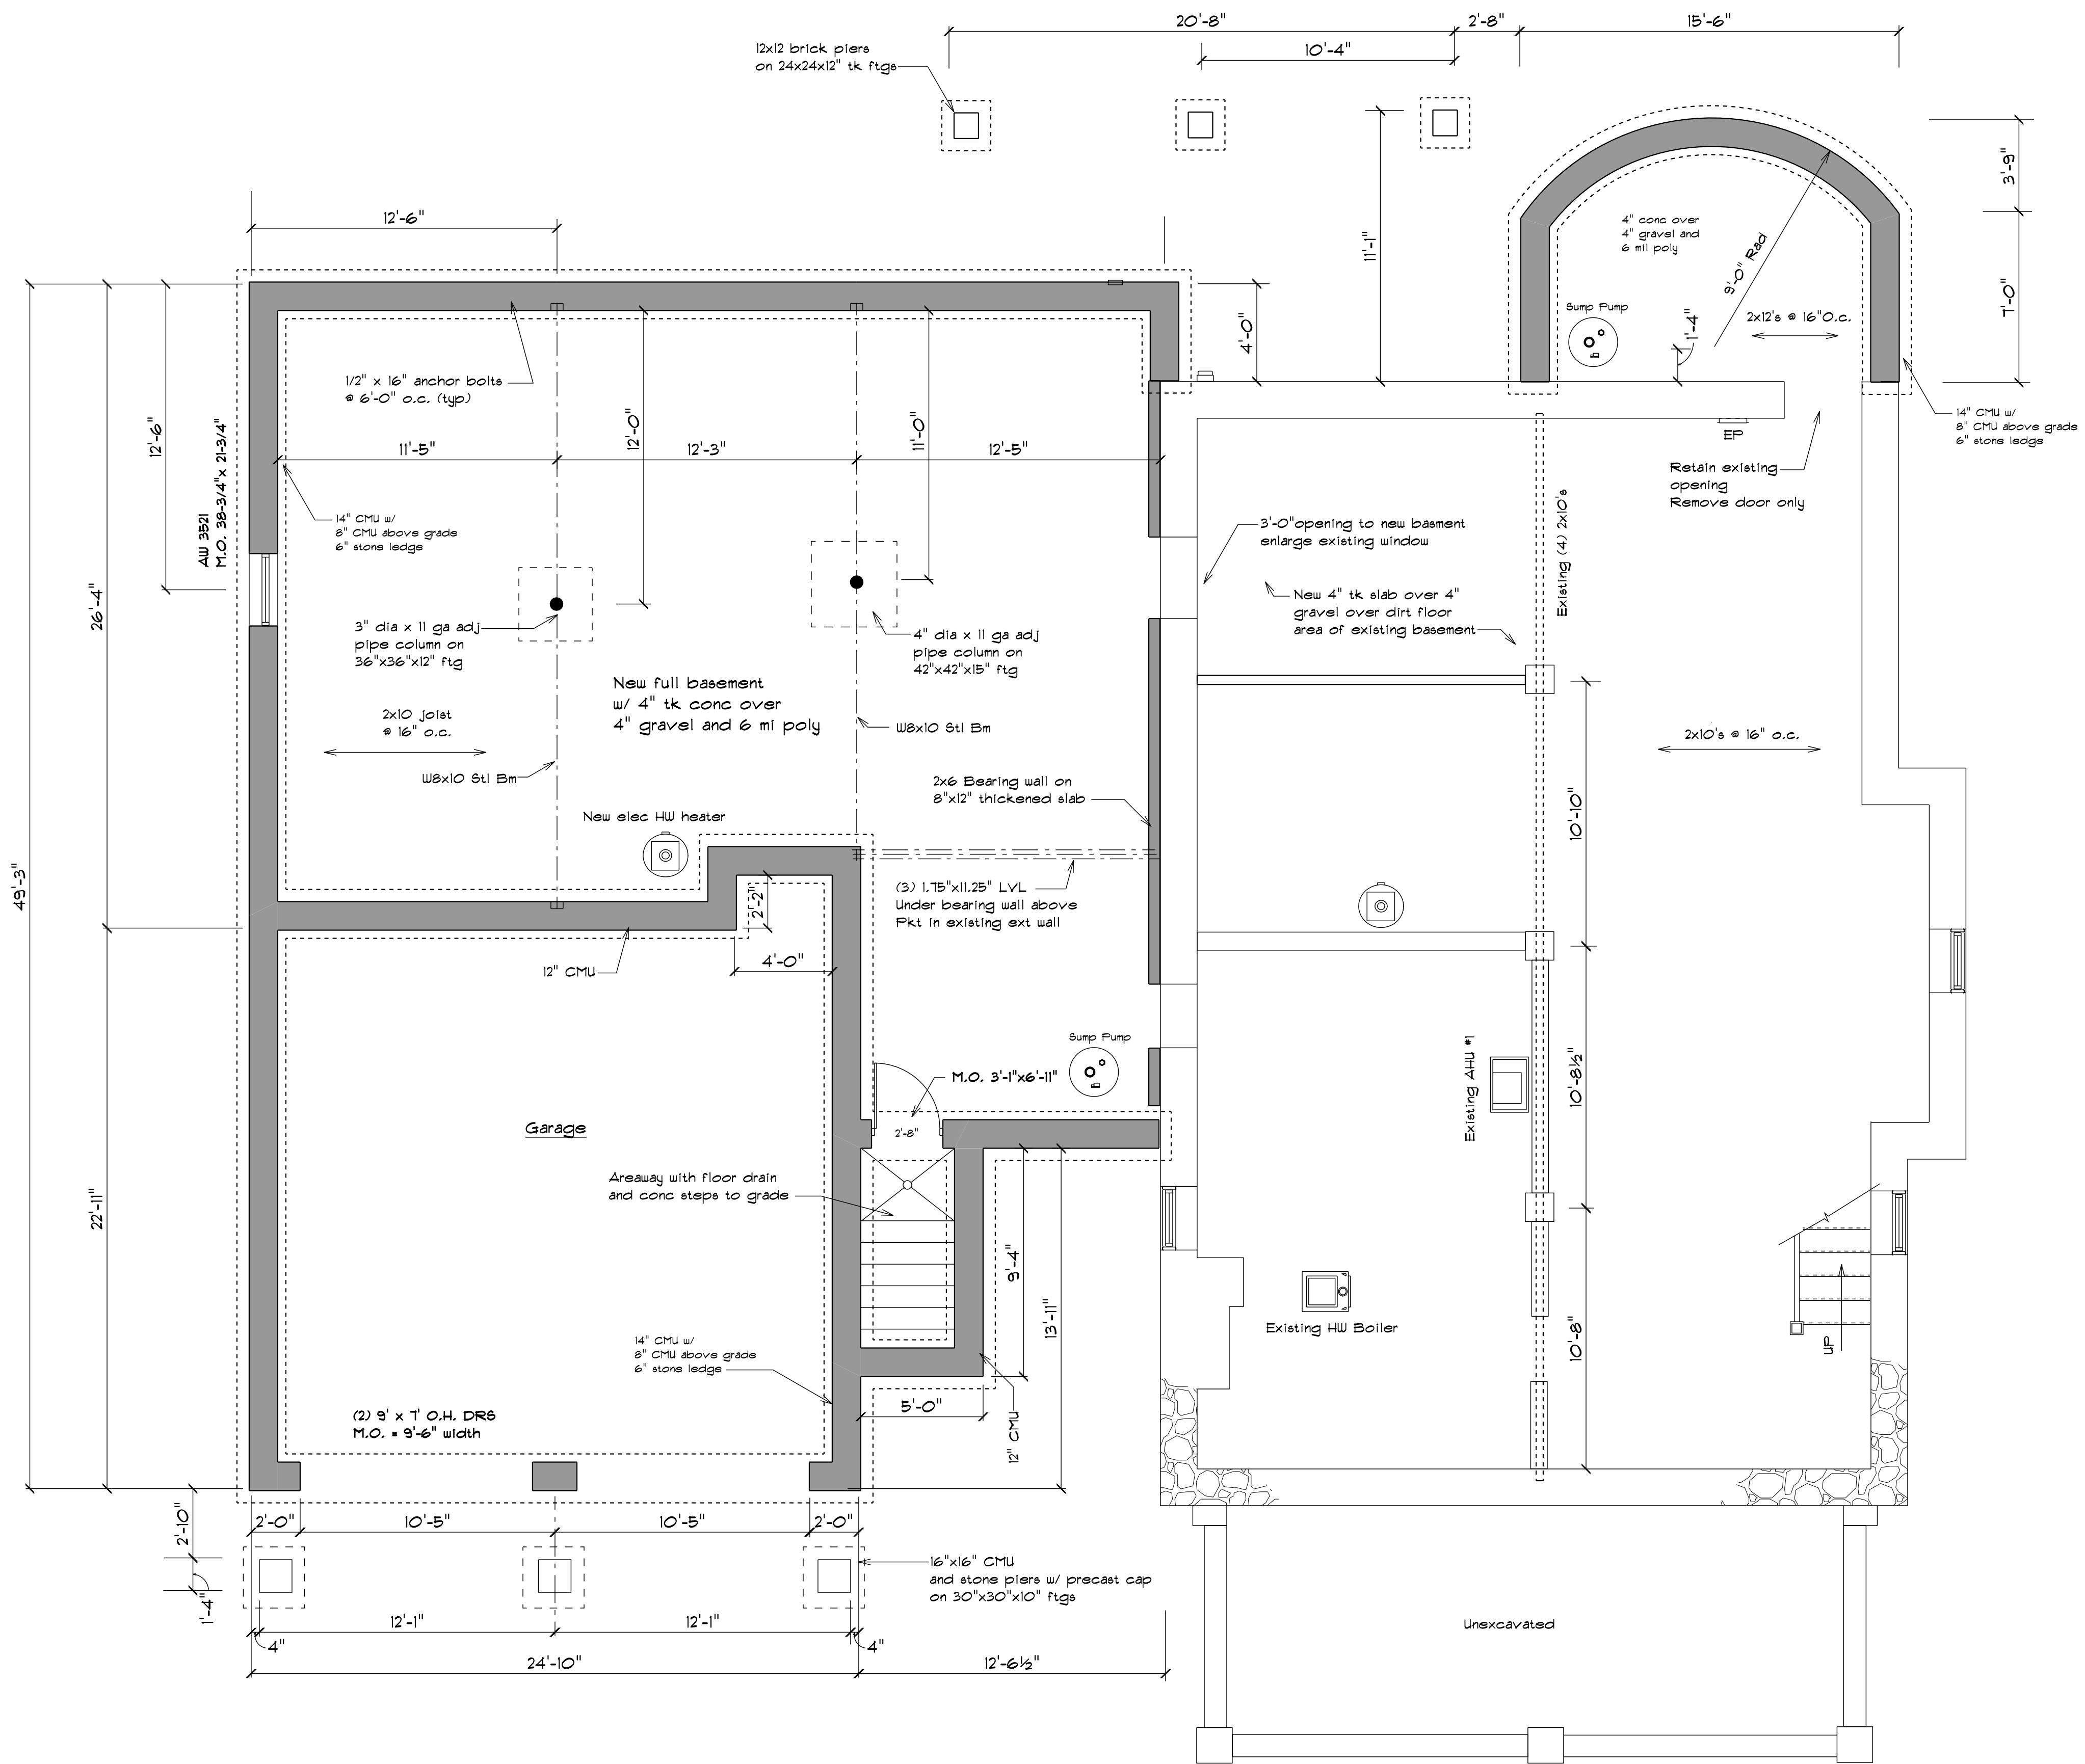 20'-8"
2'-8"
15'-6"
10'-4"
12x12 brick piers
on 24x24x12" tk ftgs
12'-6"
11'-1"
3'-9"
4" conc over
4" gravel and
6 mil poly
9'-0" Rad
7'-0"
Sump Pump
1'-4"
2x12's @ 16"O.c.
4'-0"
1/2" x 16" anchor bolts
@ 6'-0" o.c. (typ)
12'-0"
11'-0"
12'-6"
AW 3521
M.O. 38-3/4"x 21-3/4"
11'-5"
12'-3"
12'-5"
EP
14" CMU w/
8" CMU above grade
6" stone ledge
Retain existing
opening
Remove door only
14" CMU w/
8" CMU above grade
6" stone ledge
3'-0"opening to new basment
enlarge existing window
Existing (4) 2x10's
New 4" tk slab over 4"
gravel over dirt floor
area of existing basement
26'-4"
3" dia x 11 ga adj
pipe column on
36"x36"x12" ftg
4" dia x 11 ga adj
pipe column on
42"x42"x15" ftg
New full basement
w/ 4" tk conc over
4" gravel and 6 mi poly
2x10 joist
@ 16" o.c.
W8x10 Stl Bm
W8x10 Stl Bm
2x10's @ 16" o.c.
2x6 Bearing wall on
8"x12" thickened slab
New elec HW heater
10'-10"
49'-3"
2'-2"
(3) 1.75"x11.25" LVL
Under bearing wall above
Pkt in existing ext wall
4'-0"
12" CMU
Sump Pump
M.O. 3'-1"x6'-11"
Existing AHU #1
10'-8½"
Garage
2'-8"
Areaway with floor drain
and conc steps to grade
22'-11"
9'-4"
13'-11"
Existing HW Boiler
10'-8"
UP
14" CMU w/
8" CMU above grade
6" stone ledge
5'-0"
12" CMU
(2) 9' x 7' O.H. DRS
M.O. = 9'-6" width
2'-10"
2'-0"
10'-5"
10'-5"
2'-0"
16"x16" CMU
and stone piers w/ precast cap
on 30"x30"x10" ftgs
1'-4"
12'-1"
12'-1"
4"
4"
24'-10"
12'-6½"
Unexcavated